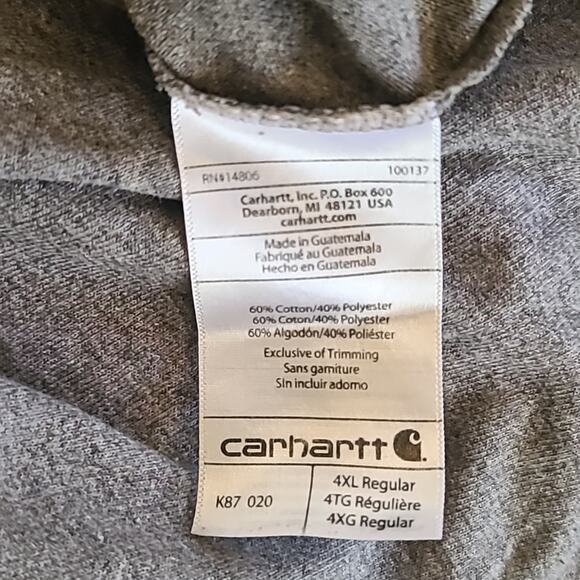 RN#14806 100137
Carhartt, Inc. P.O. Box 600
Dearborn, MI 48121 USA
carhartt.com
Made in Guatemala
Fabriqué au Guatemala
Hecho en Guatemala
60% Cotton/40% Polyester
60% Coton/40% Polyester
60% Algodón/40% Poliéster
Exclusive of Trimming
Sans garniture
Sin incluir adorno
carhartt
K87 020
4XL Regular
4TG Régulière
4XG Regular